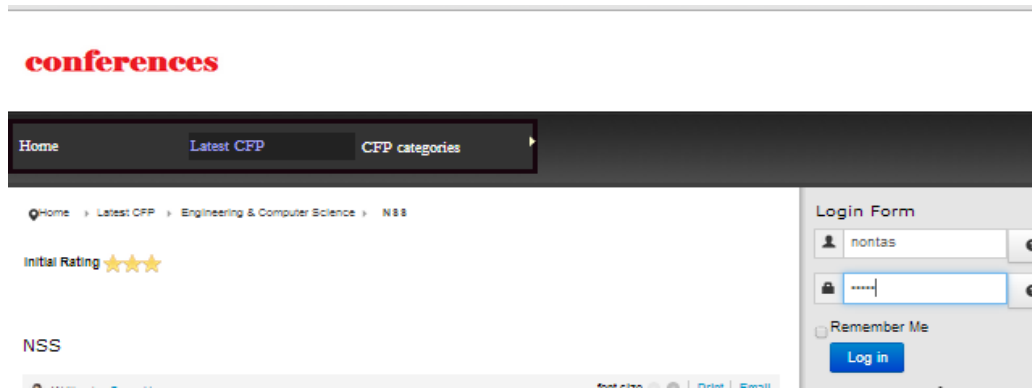 conferences
Home Latest CFP CFP categories
Home Latest CFP Engineering & Computer Science NSS
Initial Rating
NSS
font size Print Email
Login Form
nontas
•••••
Remember Me
Log in